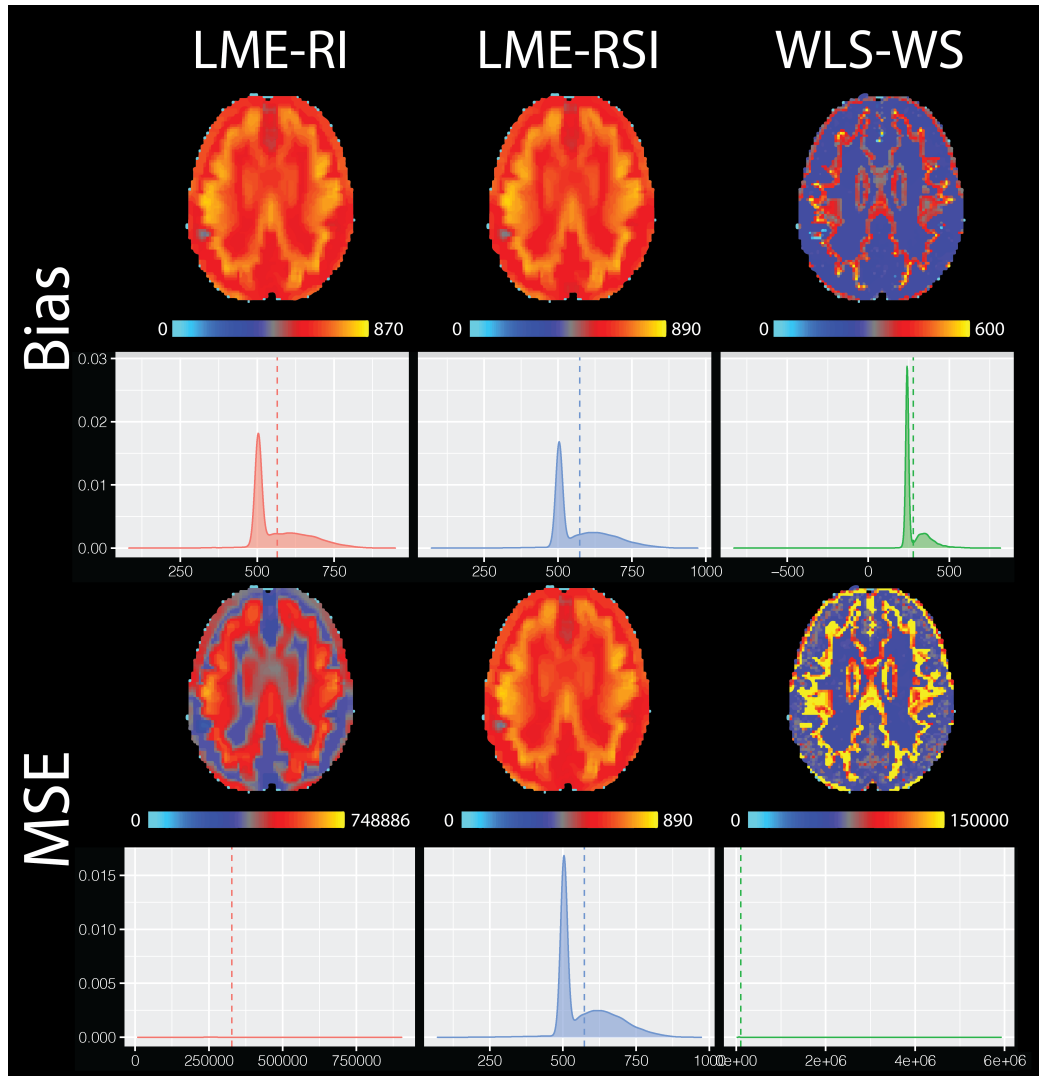 LME-RI LME-RSI WLS-WS
Bias
0 870 0 890 0 600
0.03
0.02
0.01
0.00
250 500 750 250 500 750 1000 −500 0 500
MSE
0 748886 0 890 0 150000
0.015
0.010
0.005
0.000
0 250000 500000 750000 250 500 750 1000 0e+00 2e+06 4e+06 6e+06